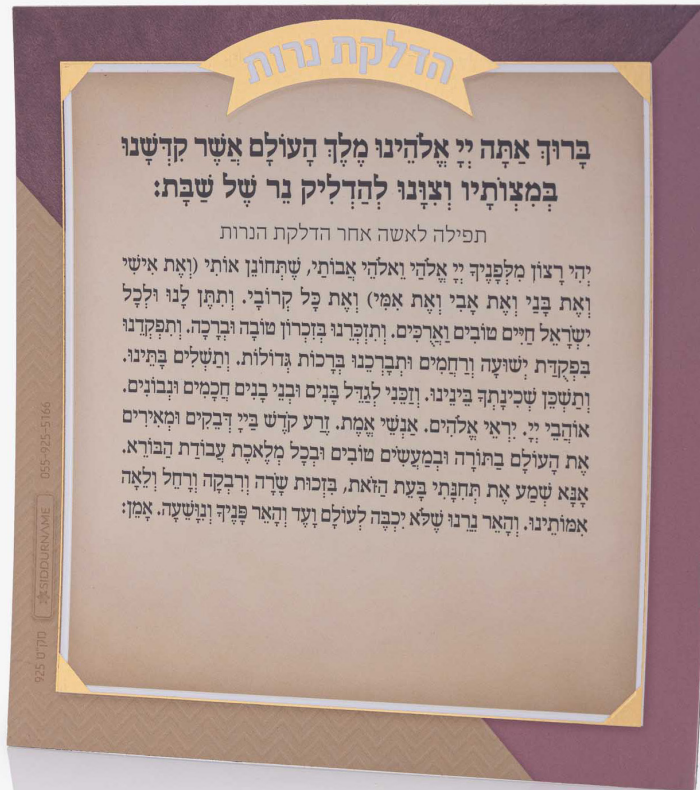 הדלקת נרות
בָּרוּךְ אַתָּה יְיָ אֱלֹהֵינוּ מֶלֶךְ הָעוֹלָם אֲשֶׁר קִדְּשָׁנוּ
בְּמִצְוֹתָיו וְצִוָּנוּ לְהַדְלִיק נֵר שֶׁל שַׁבָּת:
תפילה לאשה אחר הדלקת הנרות
יְהִי רָצוֹן מִלְּפָנֶיךָ יְיָ אֱלֹהַי וֵאלֹהֵי אֲבוֹתַי, שֶׁתְּחוֹנֵן אוֹתִי (וְאֶת אִישִׁי
וְאֶת בָּנַי וְאֶת אָבִי וְאֶת אִמִּי) וְאֶת כָּל קְרוֹבַי. וְתִתֶּן לָנוּ וּלְכָל
יִשְׂרָאֵל חַיִּים טוֹבִים וַאֲרֻכִּים. וְתִזְכְּרֵנוּ בְּזִכְרוֹן טוֹבָה וּבְרָכָה. וְתִפְקְדֵנוּ
בִּפְקֻדַּת יְשׁוּעָה וְרַחֲמִים וּתְבָרְכֵנוּ בְּרָכוֹת גְּדוֹלוֹת. וְתַשְׁלִים בָּתֵּינוּ.
וְתַשְׁכֵּן שְׁכִינָתְךָ בֵּינֵינוּ. וְזַכֵּנִי לְגַדֵּל בָּנִים וּבְנֵי בָנִים חֲכָמִים וּנְבוֹנִים.
אוֹהֲבֵי יְיָ. יִרְאֵי אֱלֹהִים. אַנְשֵׁי אֱמֶת. זֶרַע קֹדֶשׁ בַּיְיָ דְּבֵקִים וּמְאִירִים
אֶת הָעוֹלָם בַּתּוֹרָה וּבְמַעֲשִׂים טוֹבִים וּבְכָל מְלֶאכֶת עֲבוֹדַת הַבּוֹרֵא.
אָנָּא שְׁמַע אֶת תְּחִנָּתִי בָּעֵת הַזֹּאת, בִּזְכוּת שָׂרָה וְרִבְקָה וְרָחֵל וְלֵאָה
אִמּוֹתֵינוּ. וְהָאֵר נֵרֵנוּ שֶׁלֹּא יִכְבֶּה לְעוֹלָם וָעֶד וְהָאֵר פָּנֶיךָ וְנִוָּשֵׁעָה. אָמֵן:
055-925-5166
SIDDURNAME
מק"ט 925